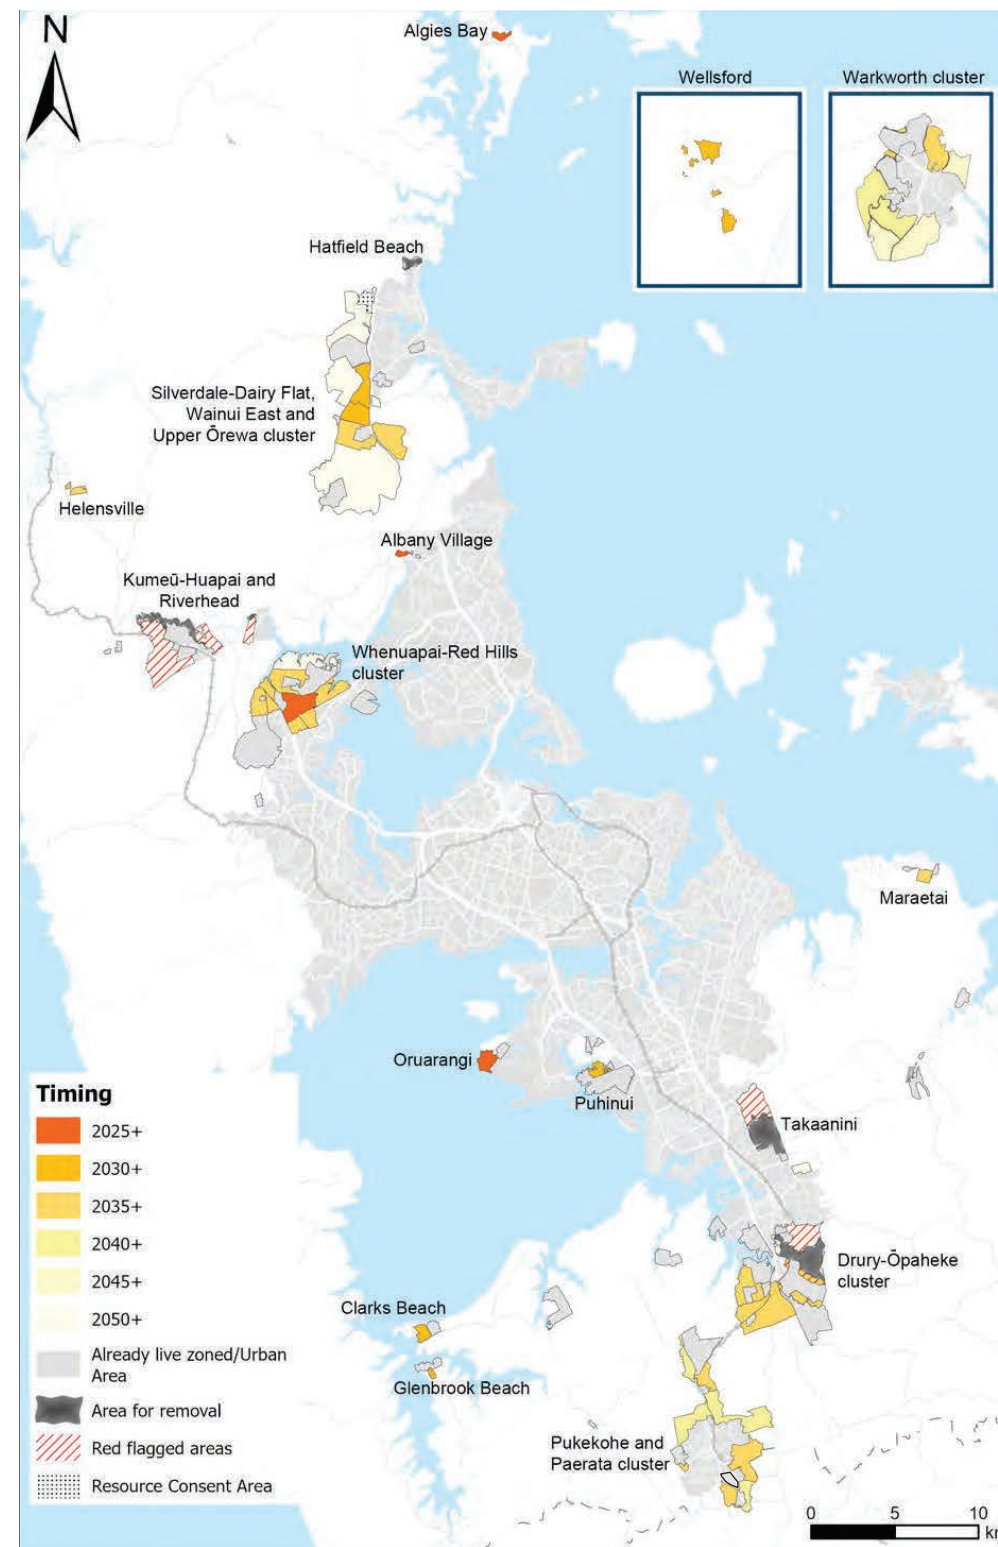 N
Algies Bay
Wellsford
Warkworth cluster
Hatfield Beach
Silverdale-Dairy Flat,
Wainui East and
Upper Ōrewa cluster
Helensville
Albany Village
Kumeū-Huapai and
Riverhead
Whenuapai-Red Hills
cluster
Maraetai
Oruarangi
Puhinui
Takaanini
Drury-Ōpaheke
cluster
Clarks Beach
Glenbrook Beach
Pukekohe and
Paerata cluster
Timing
2025+
2030+
2035+
2040+
2045+
2050+
Already live zoned/Urban
Area
Area for removal
Red flagged areas
Resource Consent Area
0 5 10